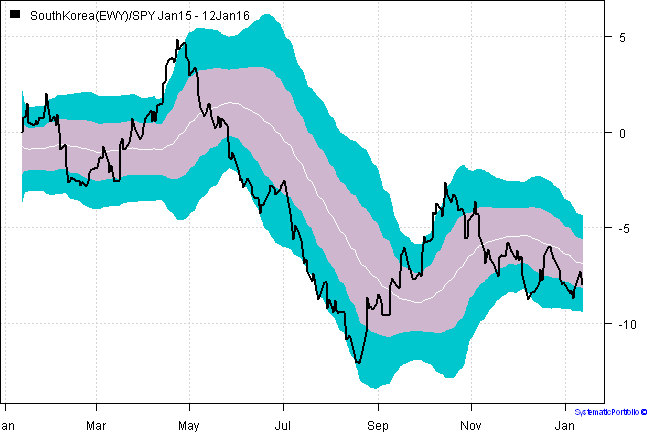 SouthKorea(EWY)/SPY Jan15 - 12Jan16
5
0
-5
-10
an Mar May Jul Sep Nov Jan
SystematicPortfolio ©